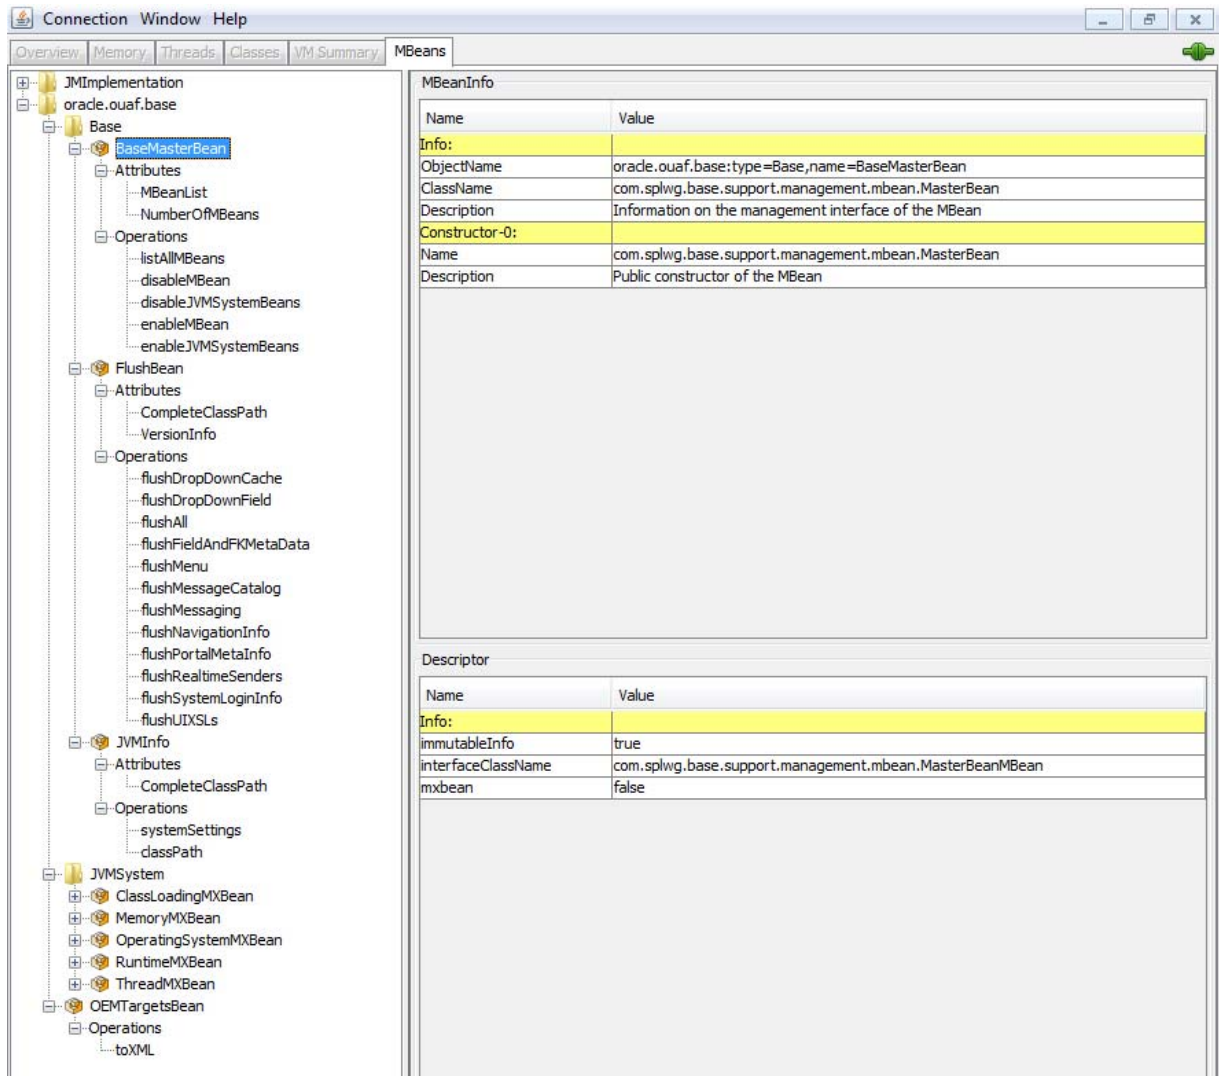 Connection Window Help
Overview Memory Threads Classes VM Summary MBeans
JMImplementation
oracle.ouaf.base
Base
BaseMasterBean
Attributes
MBeanList
NumberOfMBeans
Operations
listAllMBeans
disableMBean
disableJVMSystemBeans
enableMBean
enableJVMSystemBeans
FlushBean
Attributes
CompleteClassPath
VersionInfo
Operations
flushDropDownCache
flushDropDownField
flushAll
flushFieldAndFKMetaData
flushMenu
flushMessageCatalog
flushMessaging
flushNavigationInfo
flushPortalMetaInfo
flushRealtimeSenders
flushSystemLoginInfo
flushUIXSLs
JVMInfo
Attributes
CompleteClassPath
Operations
systemSettings
classPath
JVMSystem
ClassLoadingMXBean
MemoryMXBean
OperatingSystemMXBean
RuntimeMXBean
ThreadMXBean
OEMTargetsBean
Operations
toXML
MBeanInfo
Name Value
Info:
ObjectName oracle.ouaf.base:type=Base,name=BaseMasterBean
ClassName com.splwg.base.support.management.mbean.MasterBean
Description Information on the management interface of the MBean
Constructor-0:
Name com.splwg.base.support.management.mbean.MasterBean
Description Public constructor of the MBean
Descriptor
Name Value
Info:
immutableInfo true
interfaceClassName com.splwg.base.support.management.mbean.MasterBeanMBean
mxbean false